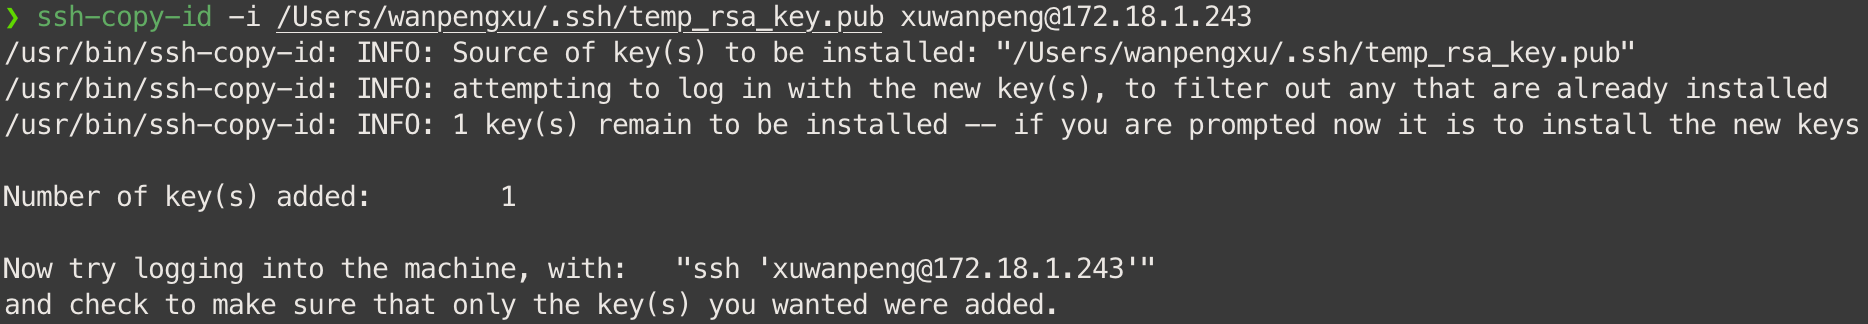 ❯ ssh-copy-id -i /Users/wanpengxu/.ssh/temp_rsa_key.pub xuwanpeng@172.18.1.243
/usr/bin/ssh-copy-id: INFO: Source of key(s) to be installed: "/Users/wanpengxu/.ssh/temp_rsa_key.pub"
/usr/bin/ssh-copy-id: INFO: attempting to log in with the new key(s), to filter out any that are already installed
/usr/bin/ssh-copy-id: INFO: 1 key(s) remain to be installed -- if you are prompted now it is to install the new keys
Number of key(s) added:        1
Now try logging into the machine, with:   "ssh 'xuwanpeng@172.18.1.243'"
and check to make sure that only the key(s) you wanted were added.